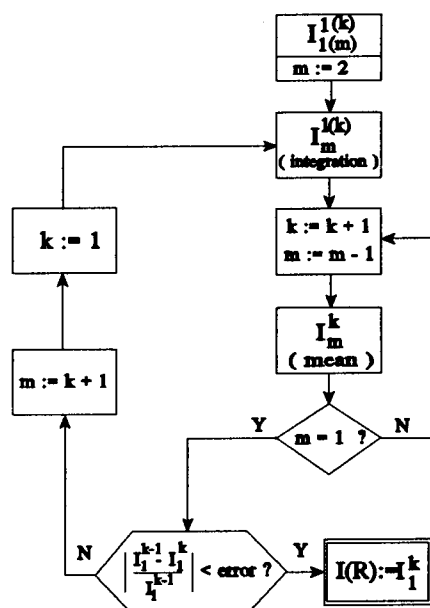 I_{1(m)}^{1(k)}
m := 2
I_m^{1(k)}
( integration )
k := 1
k := k + 1
m := m - 1
I_m^k
( mean )
m := k + 1
Y
m = 1 ?
N
N
| (I_1^{k-1} - I_1^k) / I_1^{k-1} | < error ?
Y
I(R):=I_1^k